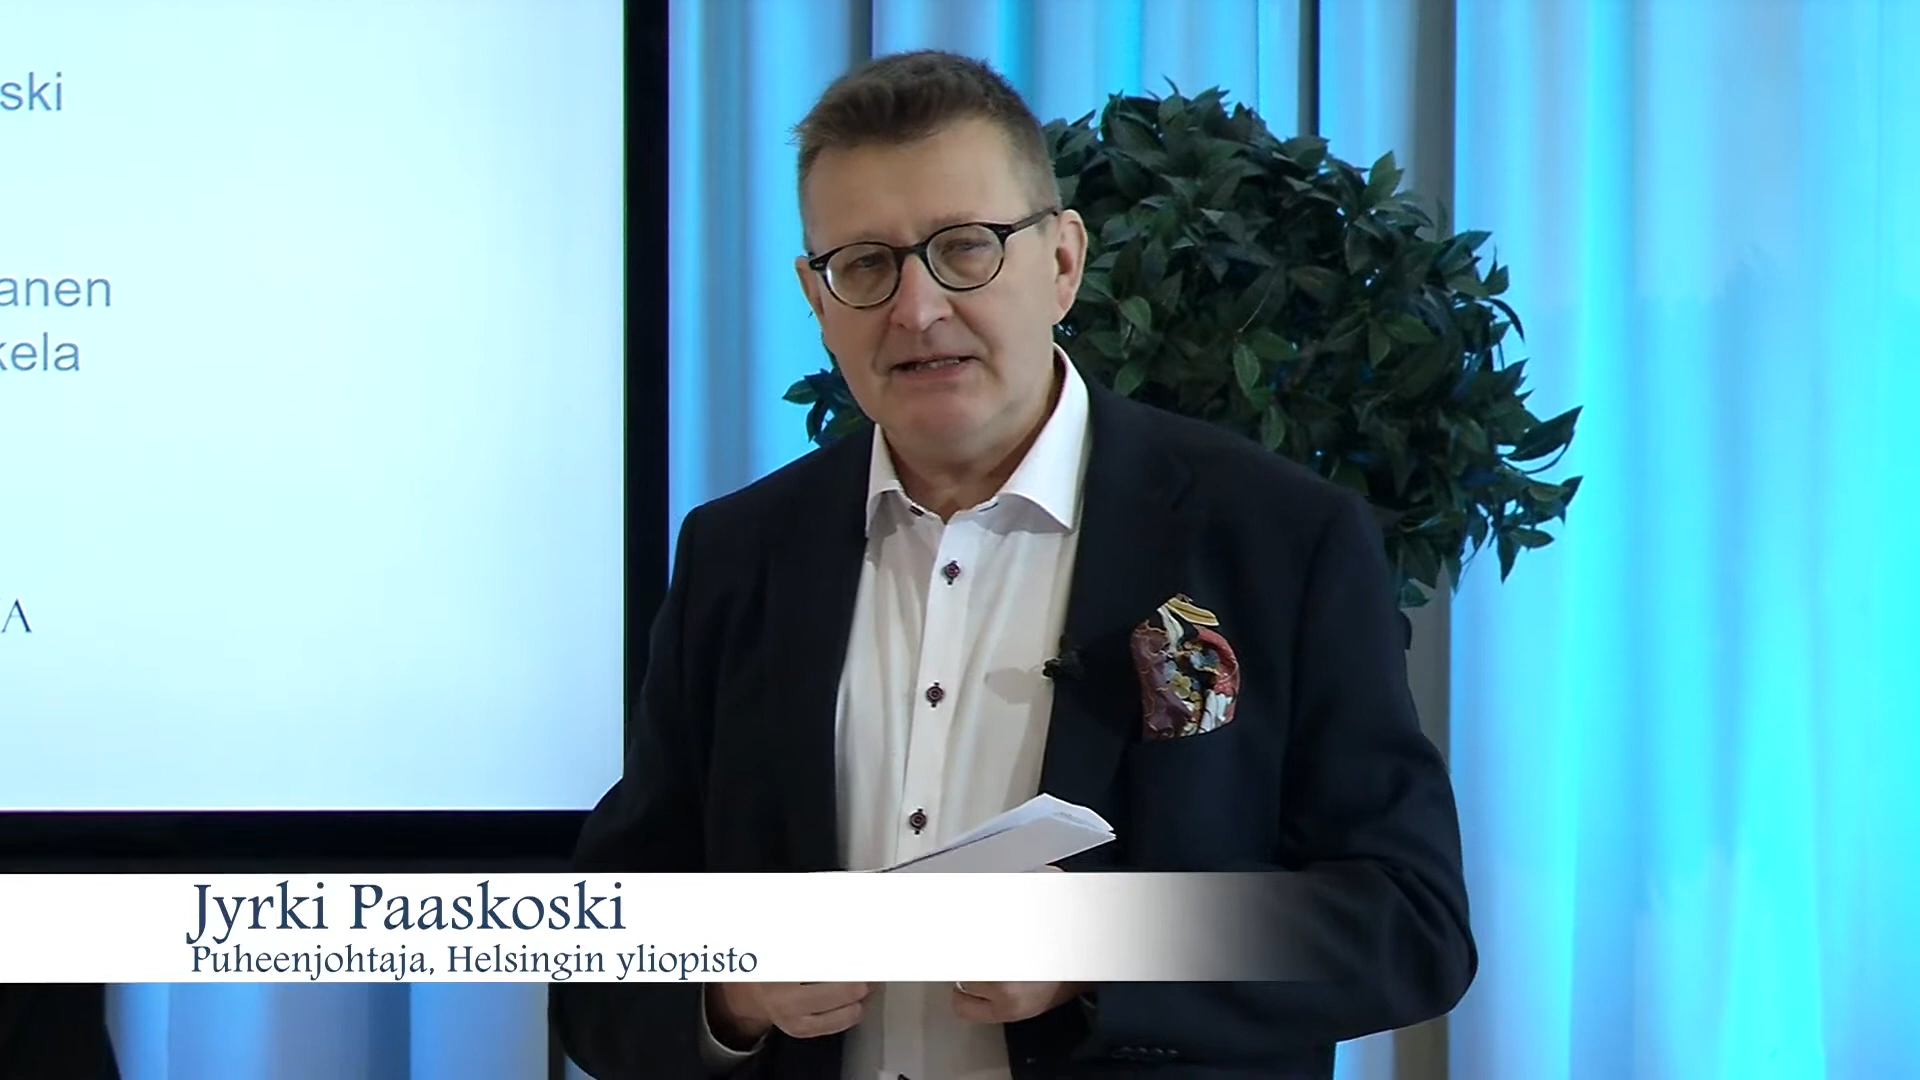 ski
anen
kela
A
Jyrki Paaskoski
Puheenjohtaja, Helsingin yliopisto